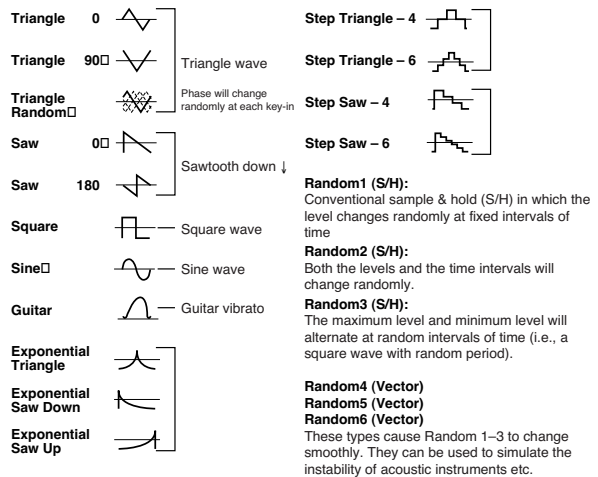 Triangle 0
Triangle 90□
Triangle wave
Triangle
Random□
Phase will change
randomly at each key-in
Saw 0□
Saw 180
Sawtooth down ↓
Square
Square wave
Sine□
Sine wave
Guitar
Guitar vibrato
Exponential
Triangle
Exponential
Saw Down
Exponential
Saw Up
Step Triangle – 4
Step Triangle – 6
Step Saw – 4
Step Saw – 6
Random1 (S/H):
Conventional sample & hold (S/H) in which the
level changes randomly at fixed intervals of
time
Random2 (S/H):
Both the levels and the time intervals will
change randomly.
Random3 (S/H):
The maximum level and minimum level will
alternate at random intervals of time (i.e., a
square wave with random period).
Random4 (Vector)
Random5 (Vector)
Random6 (Vector)
These types cause Random 1–3 to change
smoothly. They can be used to simulate the
instability of acoustic instruments etc.